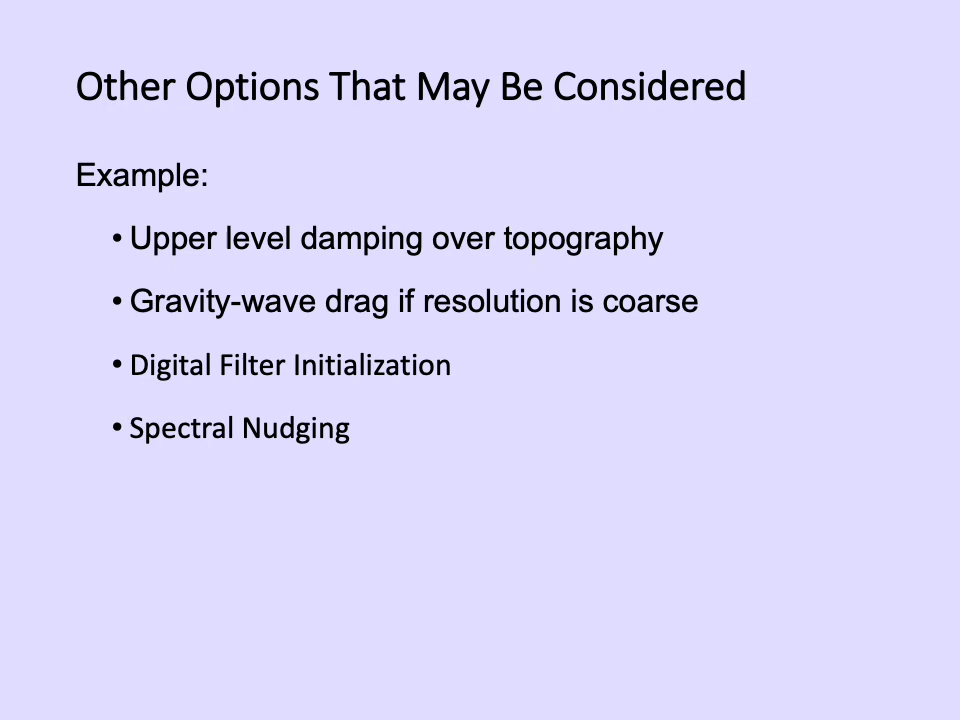 Other Options That May Be Considered
Example:
• Upper level damping over topography
• Gravity-wave drag if resolution is coarse
• Digital Filter Initialization
• Spectral Nudging